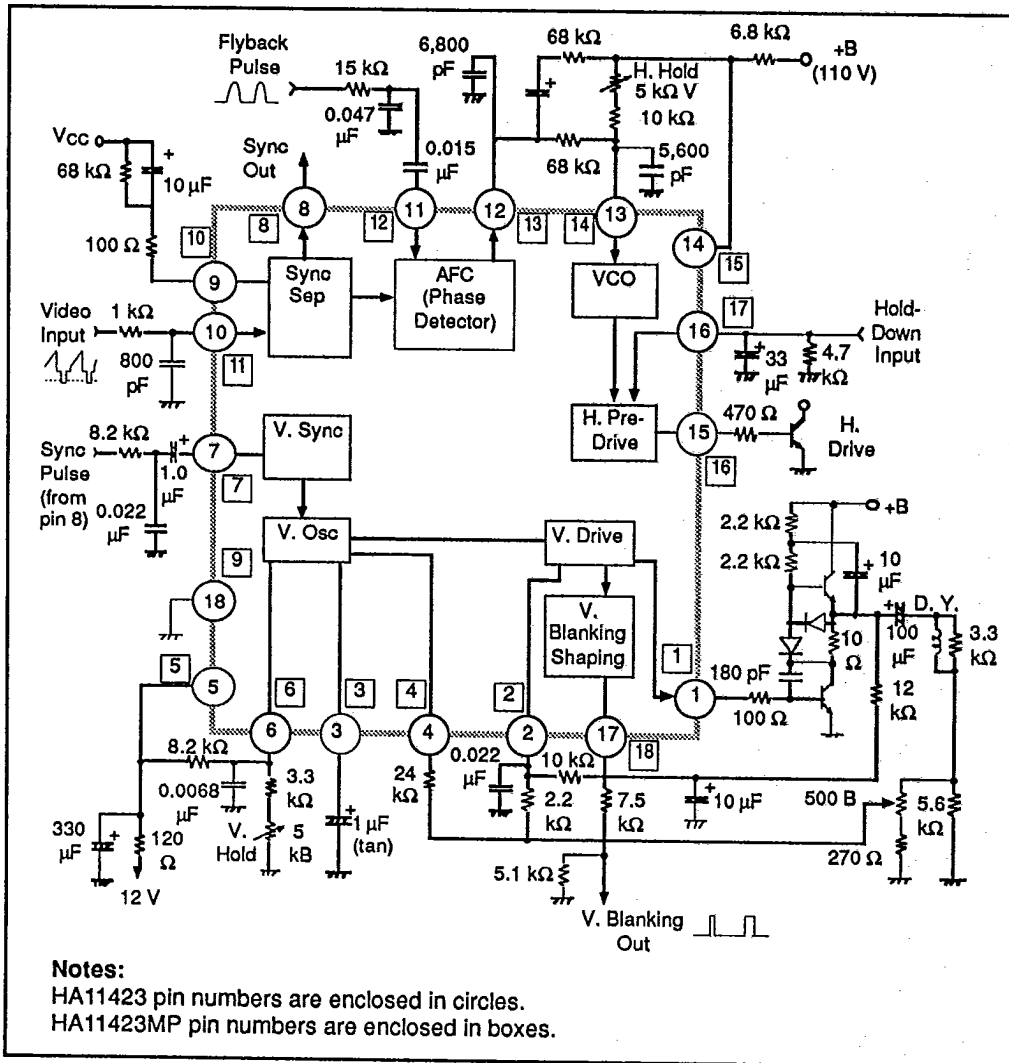 Flyback
Pulse
15 kΩ
0.047
µF
0.015
µF
6,800
pF
68 kΩ
H. Hold
5 kΩ V
10 kΩ
68 kΩ
5,600
pF
6.8 kΩ
+B
(110 V)
VCC
68 kΩ
+
10 µF
100 Ω
Sync
Out
10
8
8
12
11
12
13
14
13
14
15
9
Sync
Sep
AFC
(Phase
Detector)
VCO
Video
Input
1 kΩ
800
pF
10
11
16
17
Hold-
Down
Input
+
33
µF
4.7
kΩ
H. Pre-
Drive
15
16
470 Ω
H.
Drive
8.2 kΩ
+
Sync
Pulse
(from
pin 8)
1.0
µF
0.022
µF
7
7
V. Sync
V. Osc
V. Drive
V.
Blanking
Shaping
9
18
5
5
6
6
3
3
4
4
2
2
17
18
1
1
+B
2.2 kΩ
2.2 kΩ
+
10
µF
+
100
µF
D. Y.
3.3
kΩ
10
Ω
180 pF
100 Ω
12
kΩ
8.2 kΩ
0.0068
µF
3.3
kΩ
V.
Hold
5
kB
+
1 µF
(tan)
24
kΩ
0.022
µF
10 kΩ
2.2
kΩ
7.5
kΩ
+
10 µF
500 B
270 Ω
5.6
kΩ
330
µF
+
120
Ω
12 V
5.1 kΩ
V. Blanking
Out
Notes:
HA11423 pin numbers are enclosed in circles.
HA11423MP pin numbers are enclosed in boxes.